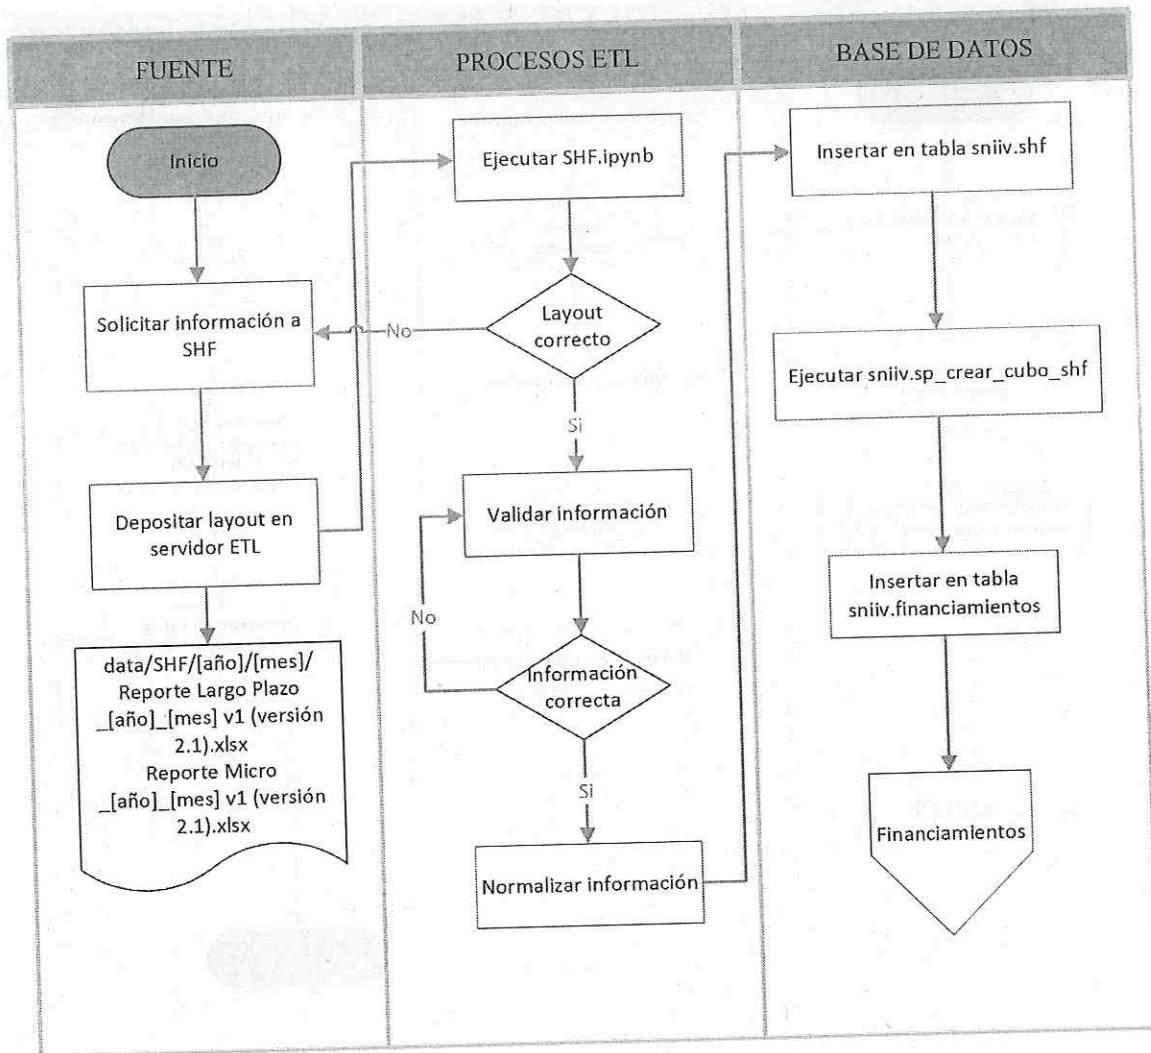 FUENTE
PROCESOS ETL
BASE DE DATOS
Inicio
Solicitar información a
SHF
Depositar layout en
servidor ETL
data/SHF/[año]/[mes]/
Reporte Largo Plazo
_[año]_[mes] v1 (versión
2.1).xlsx
Reporte Micro
_[año]_[mes] v1 (versión
2.1).xlsx
Ejecutar SHF.ipynb
Layout
correcto
No
Si
Validar información
No
Información
correcta
Si
Normalizar información
Insertar en tabla sniiv.shf
Ejecutar sniiv.sp_crear_cubo_shf
Insertar en tabla
sniiv.financiamientos
Financiamientos